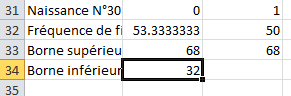 31 Naissance N°30 0 1
32 Fréquence de fi 53.3333333 50
33 Borne supérieu 68 68
34 Borne inférieur 32
35